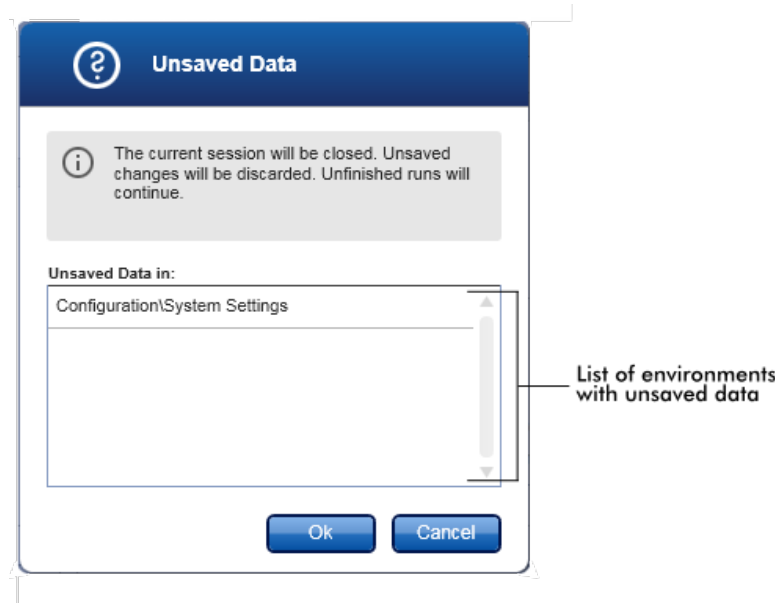 Unsaved Data
The current session will be closed. Unsaved
changes will be discarded. Unfinished runs will
continue.
Unsaved Data in:
Configuration\System Settings
List of environments
with unsaved data
Ok
Cancel